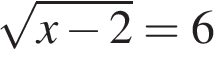 √(x − 2) = 6